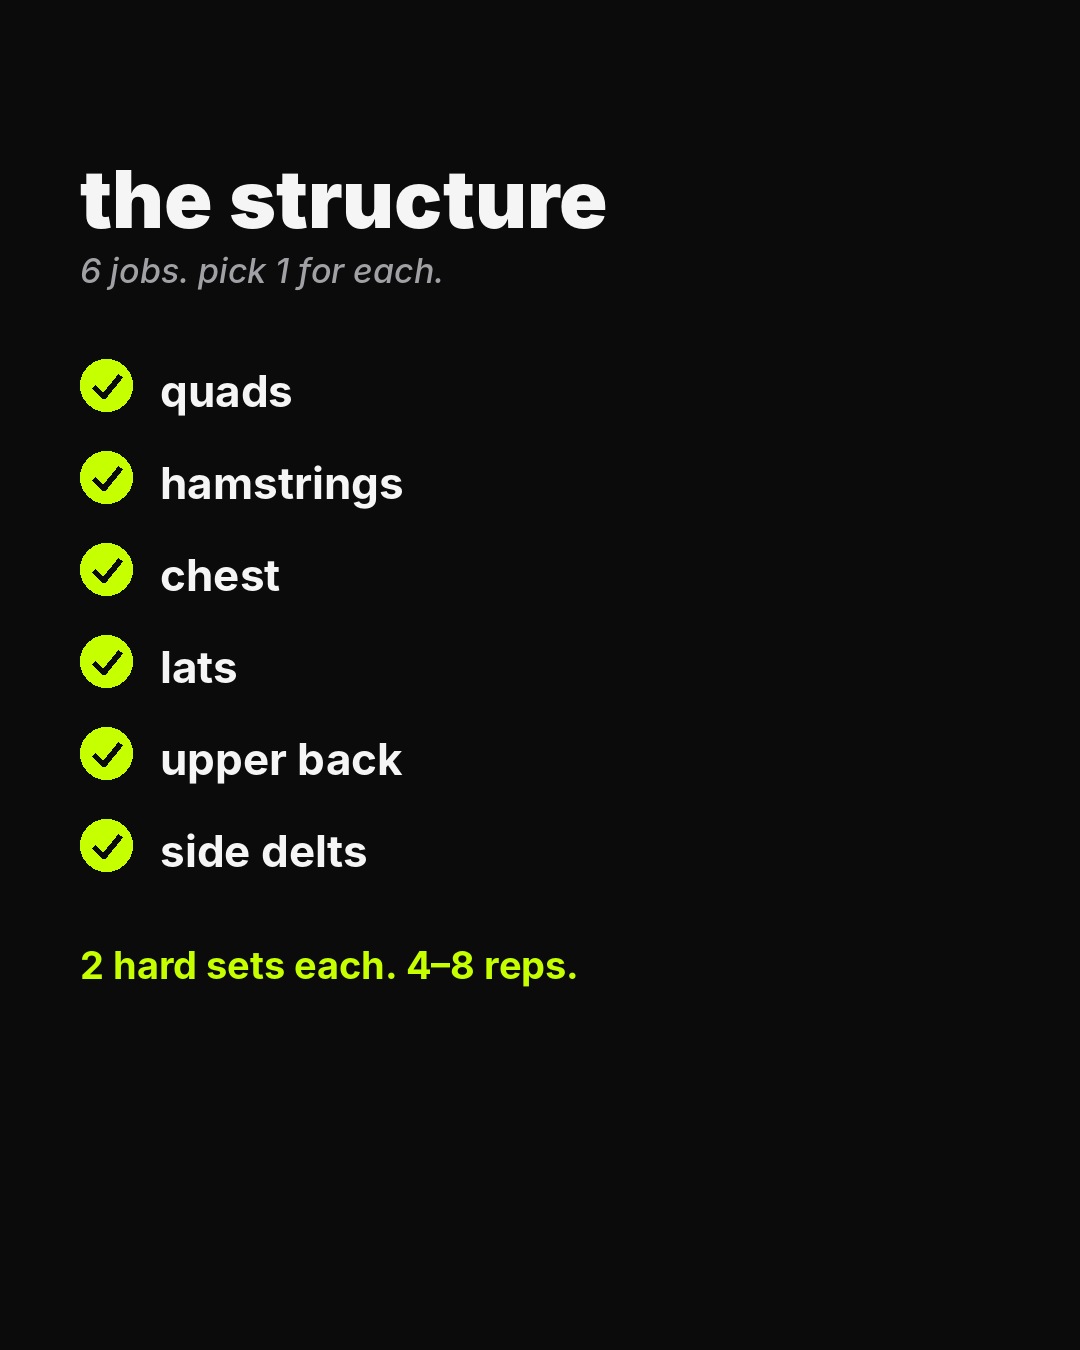 the structure
6 jobs. pick 1 for each.
quads
hamstrings
chest
lats
upper back
side delts
2 hard sets each. 4–8 reps.